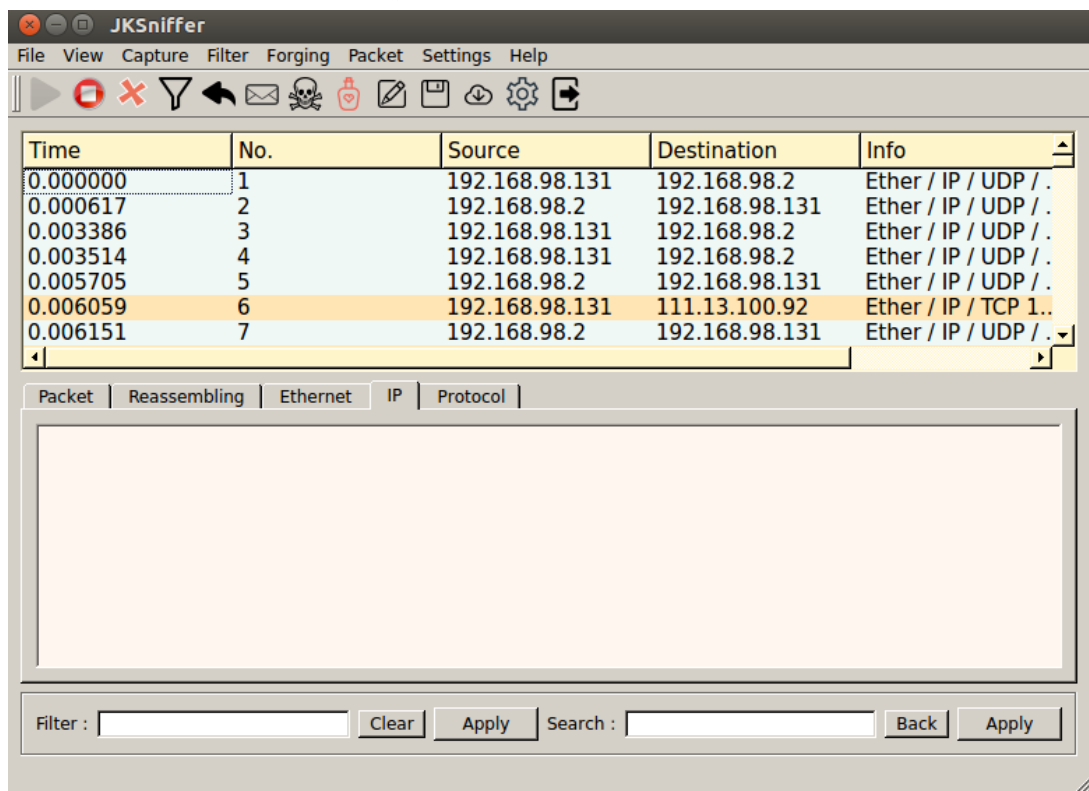 JKSniffer
File View Capture Filter Forging Packet Settings Help
Time No. Source Destination Info
0.000000 1 192.168.98.131 192.168.98.2 Ether / IP / UDP / .
0.000617 2 192.168.98.2 192.168.98.131 Ether / IP / UDP / .
0.003386 3 192.168.98.131 192.168.98.2 Ether / IP / UDP / .
0.003514 4 192.168.98.131 192.168.98.2 Ether / IP / UDP / .
0.005705 5 192.168.98.2 192.168.98.131 Ether / IP / UDP / .
0.006059 6 192.168.98.131 111.13.100.92 Ether / IP / TCP 1..
0.006151 7 192.168.98.2 192.168.98.131 Ether / IP / UDP / .
Packet Reassembling Ethernet IP Protocol
Filter : Clear Apply Search : Back Apply